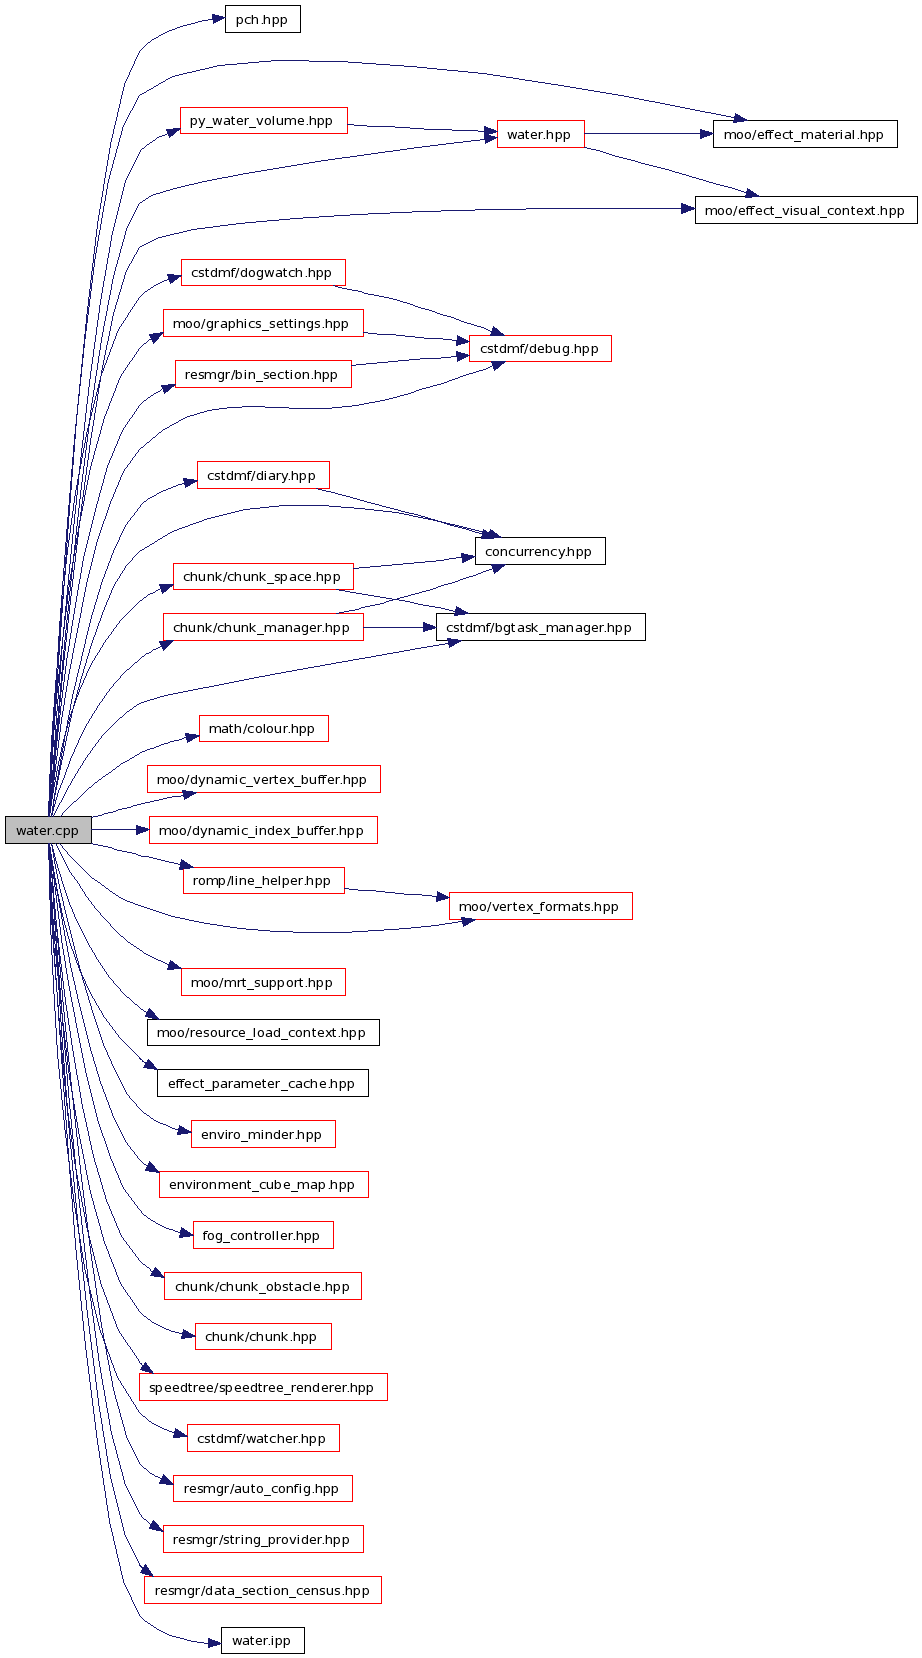 pch.hpp
py_water_volume.hpp
water.hpp
moo/effect_material.hpp
moo/effect_visual_context.hpp
cstdmf/dogwatch.hpp
moo/graphics_settings.hpp
cstdmf/debug.hpp
resmgr/bin_section.hpp
cstdmf/diary.hpp
concurrency.hpp
chunk/chunk_space.hpp
chunk/chunk_manager.hpp
cstdmf/bgtask_manager.hpp
math/colour.hpp
moo/dynamic_vertex_buffer.hpp
water.cpp
moo/dynamic_index_buffer.hpp
romp/line_helper.hpp
moo/vertex_formats.hpp
moo/mrt_support.hpp
moo/resource_load_context.hpp
effect_parameter_cache.hpp
enviro_minder.hpp
environment_cube_map.hpp
fog_controller.hpp
chunk/chunk_obstacle.hpp
chunk/chunk.hpp
speedtree/speedtree_renderer.hpp
cstdmf/watcher.hpp
resmgr/auto_config.hpp
resmgr/string_provider.hpp
resmgr/data_section_census.hpp
water.ipp